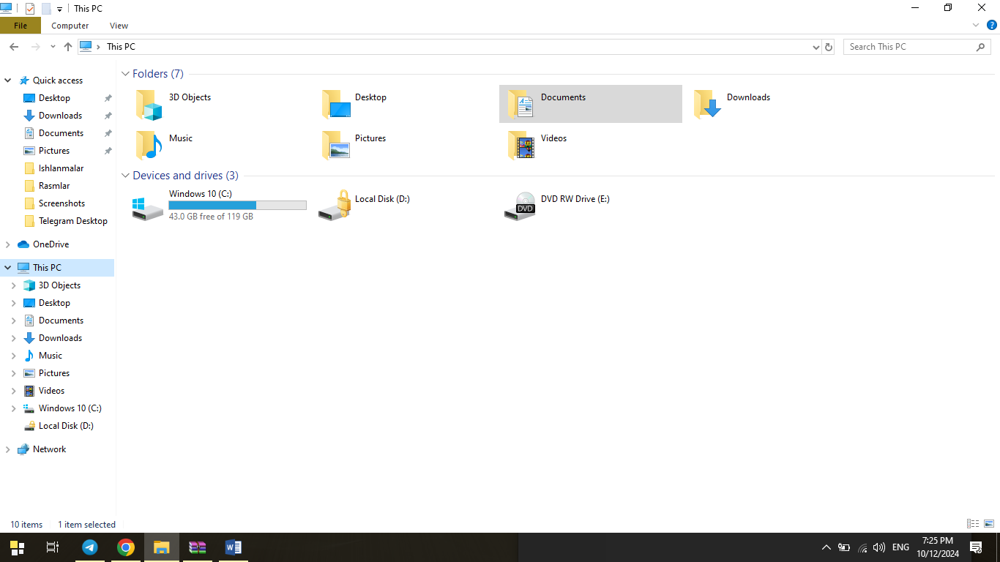 This PC
File
Computer
View
This PC
Search This PC
Quick access
Desktop
Downloads
Documents
Pictures
Ishlanmalar
Rasmlar
Screenshots
Telegram Desktop
OneDrive
This PC
3D Objects
Desktop
Documents
Downloads
Music
Pictures
Videos
Windows 10 (C:)
Local Disk (D:)
Network
Folders (7)
3D Objects
Desktop
Documents
Downloads
Music
Pictures
Videos
Devices and drives (3)
Windows 10 (C:)
43.0 GB free of 119 GB
Local Disk (D:)
DVD
DVD RW Drive (E:)
10 items
1 item selected
ENG
7:25 PM
10/12/2024